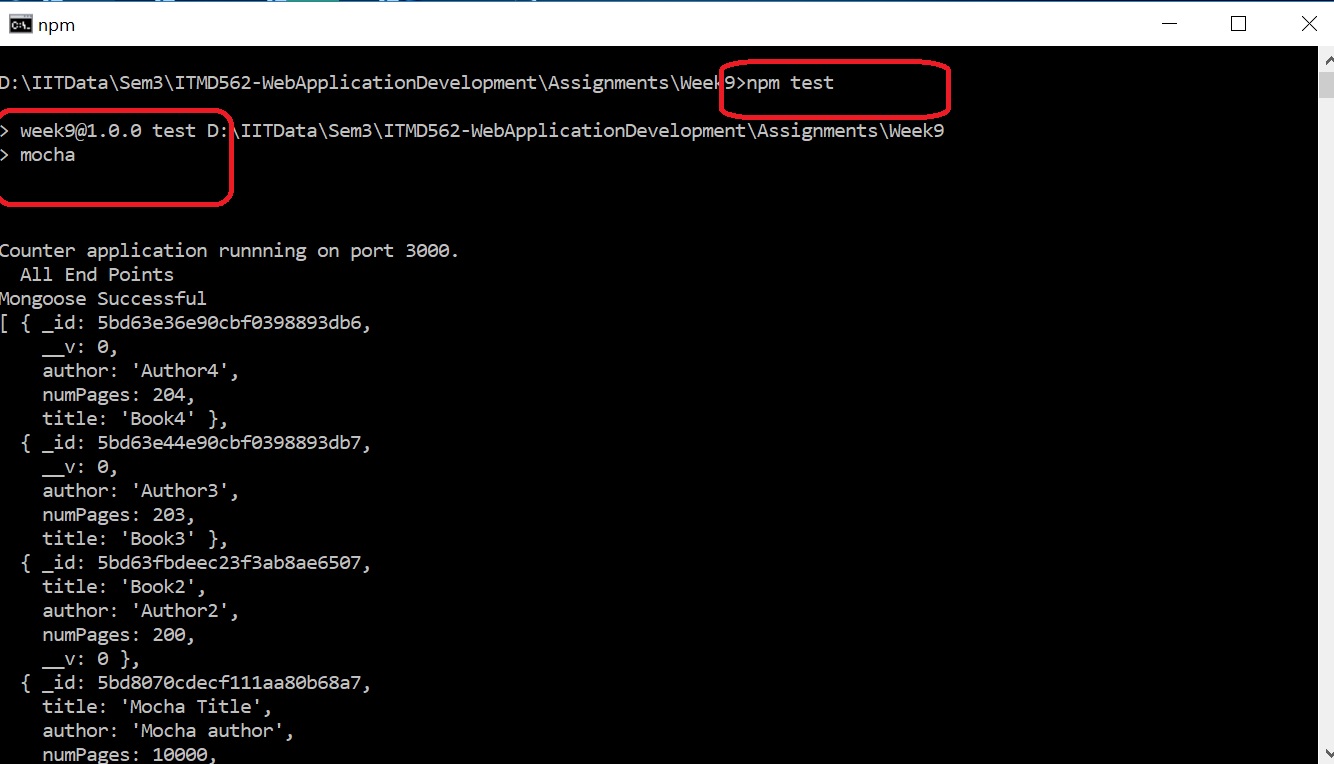 npm
D:\IITData\Sem3\ITMD562-WebApplicationDevelopment\Assignments\Week9>npm test
> week9@1.0.0 test D:\IITData\Sem3\ITMD562-WebApplicationDevelopment\Assignments\Week9
> mocha
Counter application runnning on port 3000.
  All End Points
Mongoose Successful
[ { _id: 5bd63e36e90cbf0398893db6,
    __v: 0,
    author: 'Author4',
    numPages: 204,
    title: 'Book4' },
  { _id: 5bd63e44e90cbf0398893db7,
    __v: 0,
    author: 'Author3',
    numPages: 203,
    title: 'Book3' },
  { _id: 5bd63fbdeec23f3ab8ae6507,
    title: 'Book2',
    author: 'Author2',
    numPages: 200,
    __v: 0 },
  { _id: 5bd8070cdecf111aa80b68a7,
    title: 'Mocha Title',
    author: 'Mocha author',
    numPages: 10000,